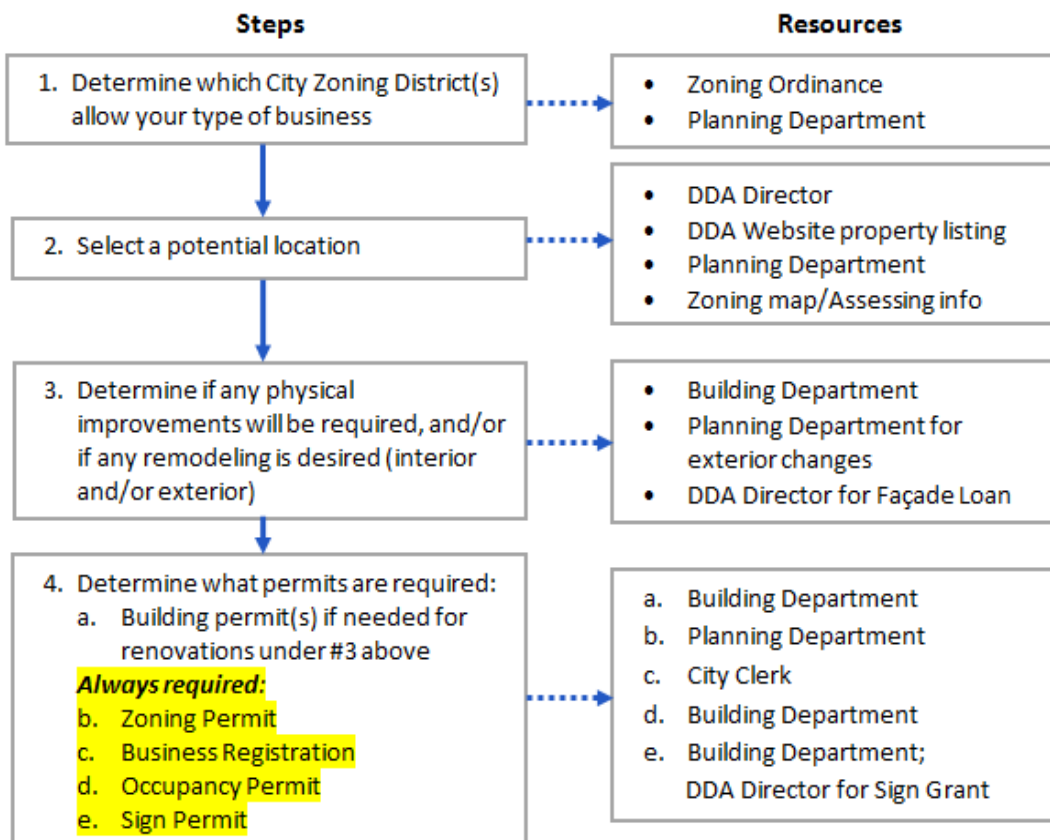 Steps
Resources
1. Determine which City Zoning District(s)
allow your type of business
• Zoning Ordinance
• Planning Department
2. Select a potential location
• DDA Director
• DDA Website property listing
• Planning Department
• Zoning map/Assessing info
3. Determine if any physical
improvements will be required, and/or
if any remodeling is desired (interior
and/or exterior)
• Building Department
• Planning Department for
exterior changes
• DDA Director for Façade Loan
4. Determine what permits are required:
a. Building permit(s) if needed for
renovations under #3 above
Always required:
b. Zoning Permit
c. Business Registration
d. Occupancy Permit
e. Sign Permit
a. Building Department
b. Planning Department
c. City Clerk
d. Building Department
e. Building Department;
DDA Director for Sign Grant